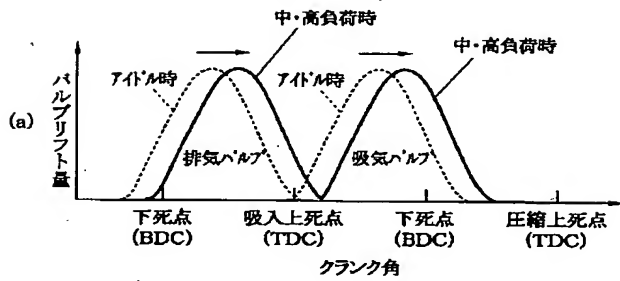 中・高負荷時
中・高負荷時
アイドル時
アイドル時
バルブリフト量
(a)
排気バルブ
吸気バルブ
下死点
(BDC)
吸入上死点
(TDC)
下死点
(BDC)
圧縮上死点
(TDC)
クランク角